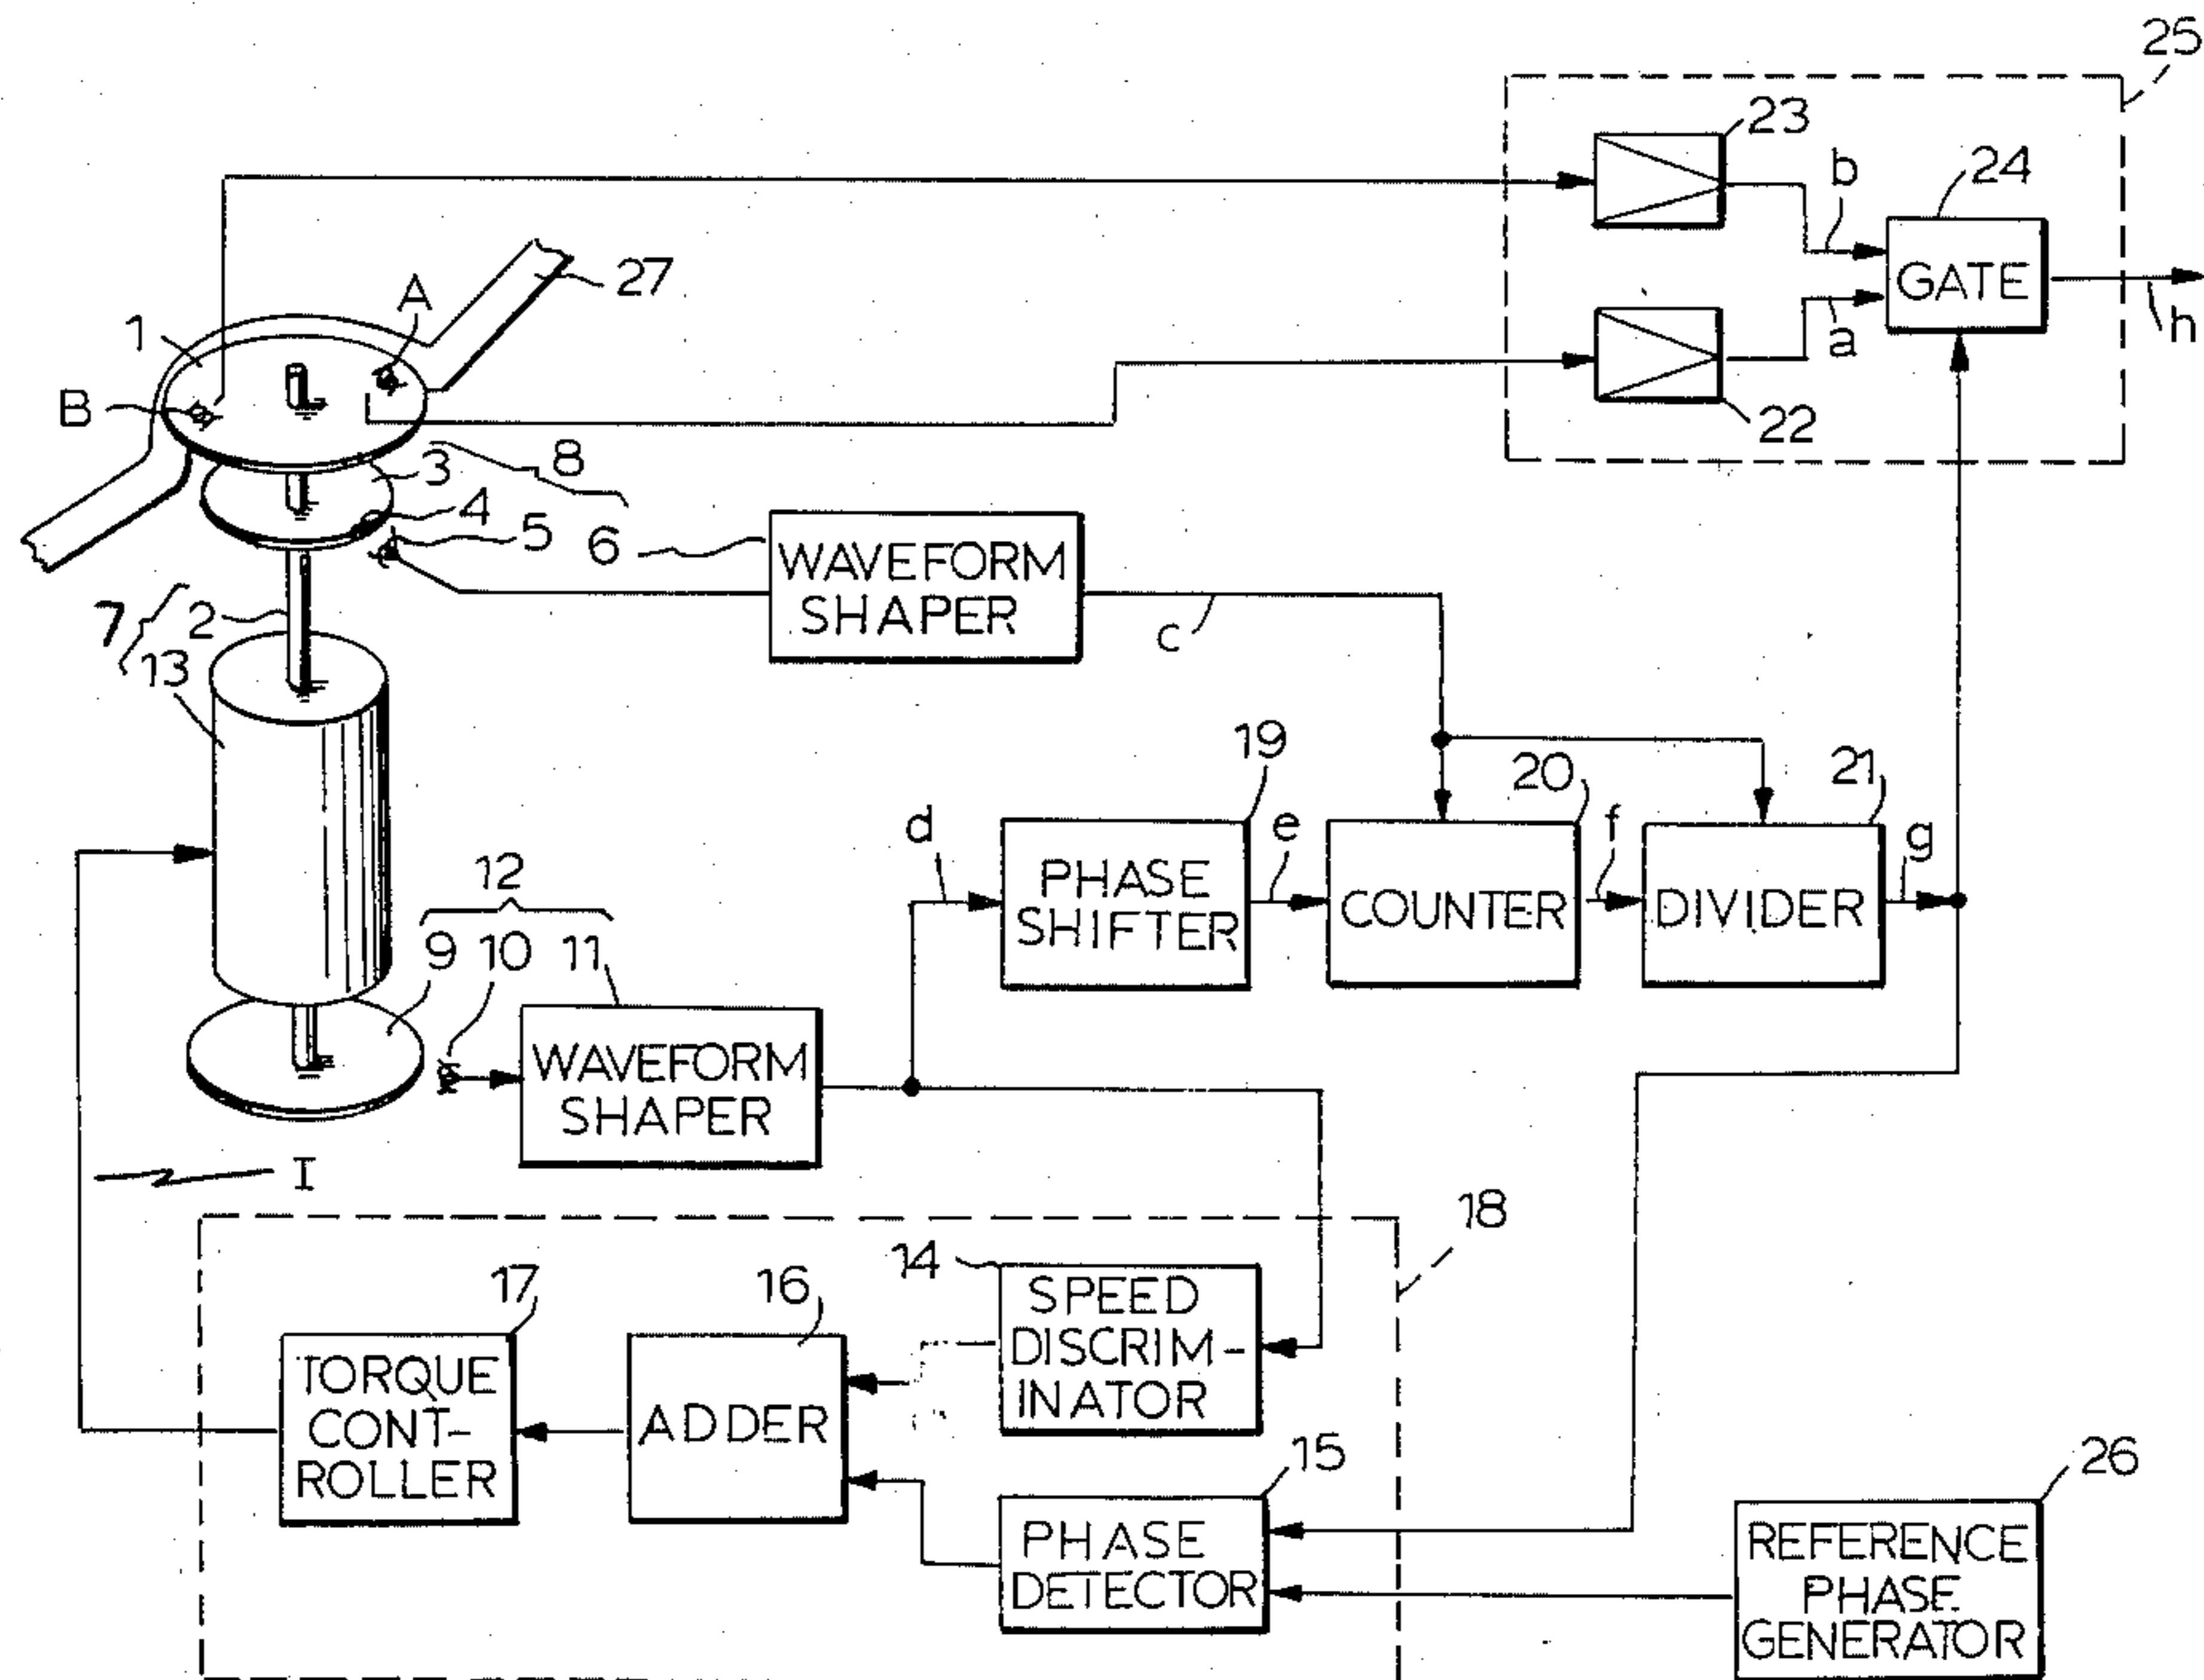 25
23
b
24
GATE
h
a
22
A
27
1
B
3
8
4
5
6
WAVEFORM
SHAPER
c
7
2
13
19
20
21
d
PHASE
SHIFTER
e
COUNTER
f
DIVIDER
g
12
9
10
11
WAVEFORM
SHAPER
I
18
14
SPEED
DISCRIM-
INATOR
17
TORQUE
CONT-
ROLLER
16
ADDER
15
PHASE
DETECTOR
26
REFERENCE
PHASE
GENERATOR